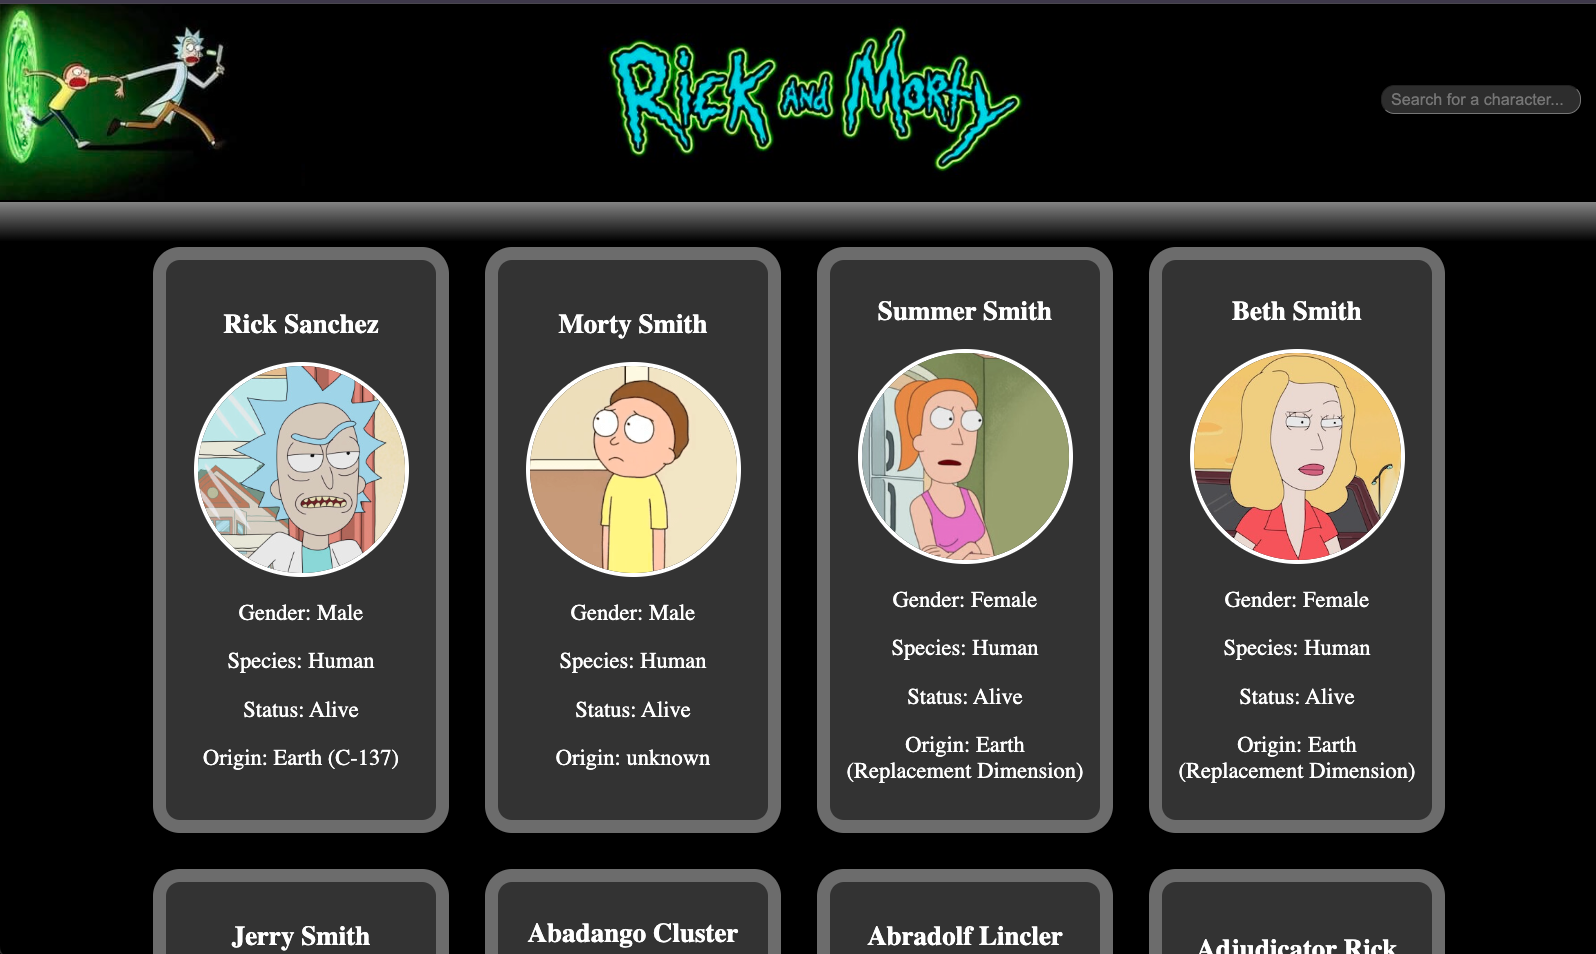 Rick and Morty
Search for a character...
Rick Sanchez
Gender: Male
Species: Human
Status: Alive
Origin: Earth (C-137)
Morty Smith
Gender: Male
Species: Human
Status: Alive
Origin: unknown
Summer Smith
Gender: Female
Species: Human
Status: Alive
Origin: Earth
(Replacement Dimension)
Beth Smith
Gender: Female
Species: Human
Status: Alive
Origin: Earth
(Replacement Dimension)
Jerry Smith
Abadango Cluster
Abradolf Lincler
Adjudicator Rick